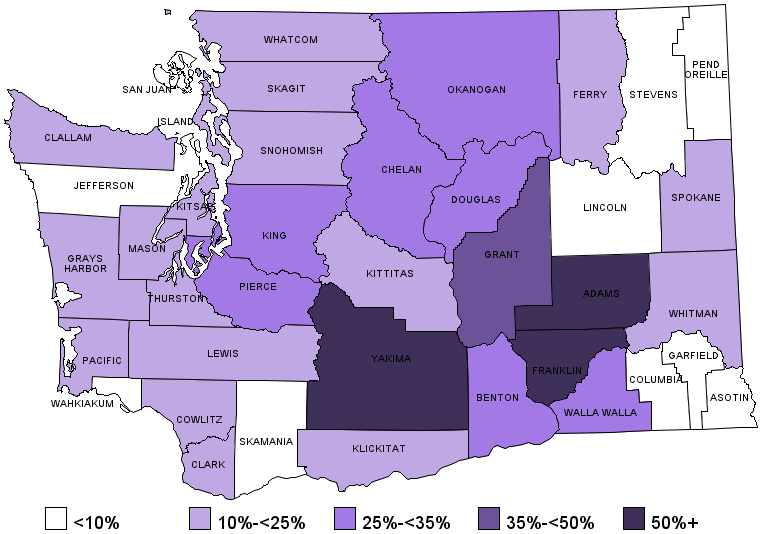 WHATCOM
PEND
OREILLE
SAN JUAN
SKAGIT
OKANOGAN
FERRY
STEVENS
ISLAND
CLALLAM
SNOHOMISH
CHELAN
JEFFERSON
DOUGLAS
SPOKANE
KITSAP
LINCOLN
KING
MASON
GRAYS
HARBOR
GRANT
KITTITAS
PIERCE
THURSTON
ADAMS
WHITMAN
PACIFIC
LEWIS
YAKIMA
GARFIELD
FRANKLIN
COLUMBIA
WAHKIAKUM
BENTON
ASOTIN
COWLITZ
WALLA WALLA
SKAMANIA
KLICKITAT
CLARK
<10% 10%-<25% 25%-<35% 35%-<50% 50%+